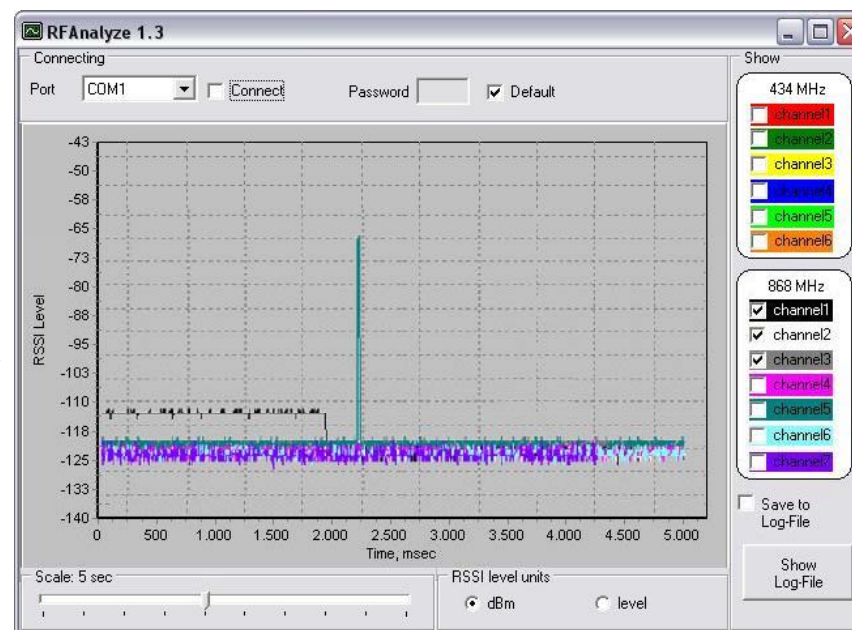 RFAnalyze 1.3
Connecting
Port COM1 Connect Password Default
Show
434 MHz
channel1
channel2
channel3
channel4
channel5
channel6
868 MHz
channel1
channel2
channel3
channel4
channel5
channel6
channel7
Save to
Log-File
Show
Log-File
RSSI Level
-43
-50
-58
-65
-73
-80
-88
-95
-103
-110
-118
-125
-133
-140
0 500 1.000 1.500 2.000 2.500 3.000 3.500 4.000 4.500 5.000
Time, msec
Scale: 5 sec
RSSI level units
dBm level